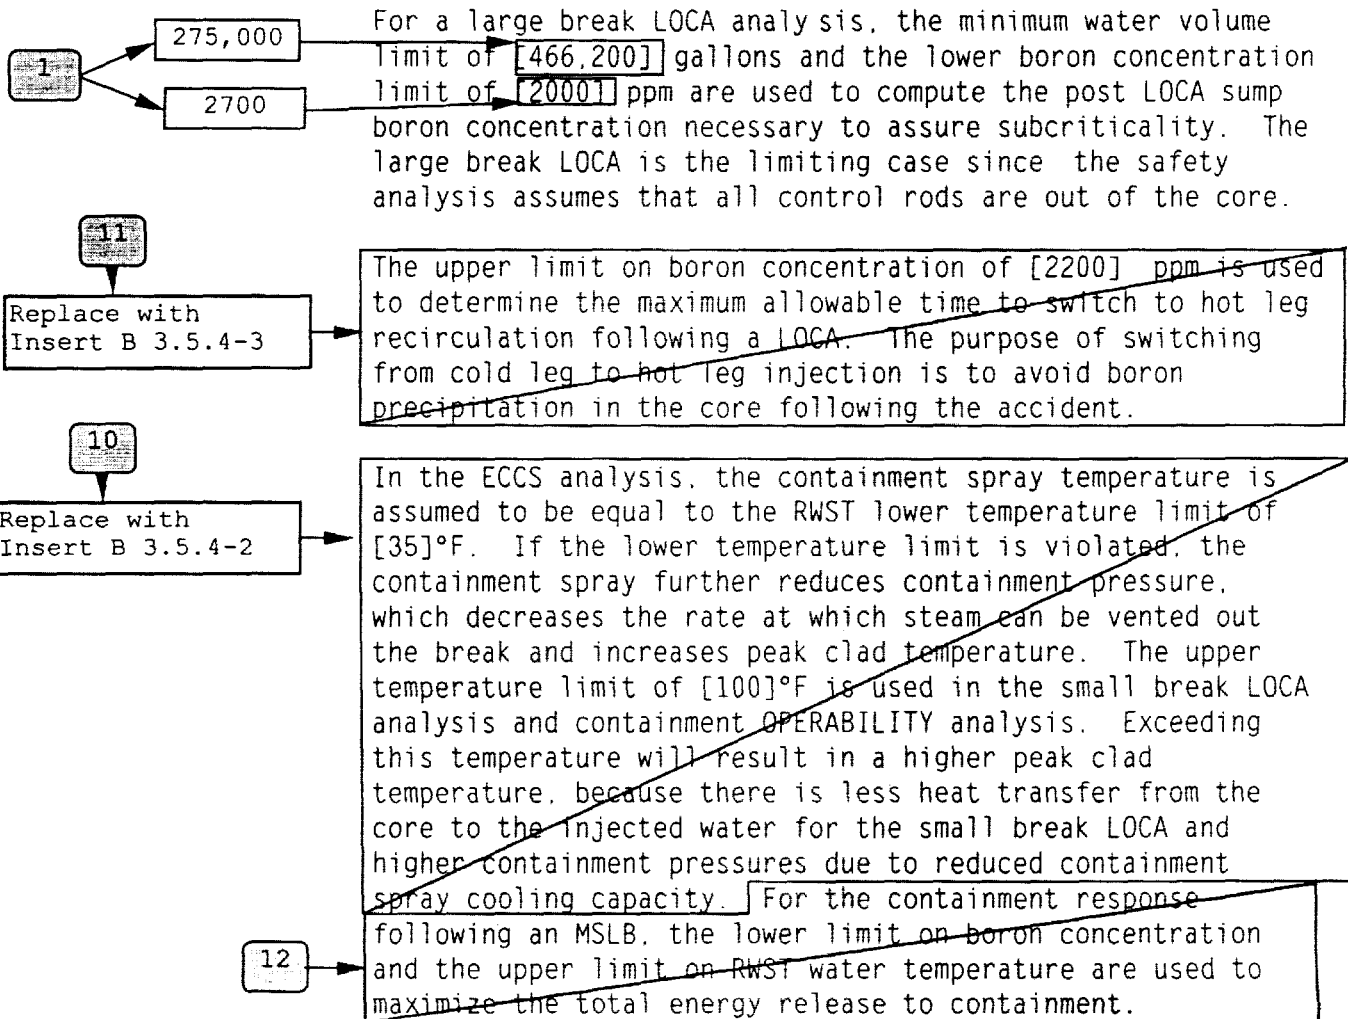 For a large break LOCA analy sis, the minimum water volume
275,000
limit of [466,200] gallons and the lower boron concentration
1
limit of [2000] ppm are used to compute the post LOCA sump
2700
boron concentration necessary to assure subcriticality. The
large break LOCA is the limiting case since the safety
analysis assumes that all control rods are out of the core.
11
Replace with
Insert B 3.5.4-3
The upper limit on boron concentration of [2200] ppm is used
to determine the maximum allowable time to switch to hot leg
recirculation following a LOCA. The purpose of switching
from cold leg to hot leg injection is to avoid boron
precipitation in the core following the accident.
10
Replace with
Insert B 3.5.4-2
In the ECCS analysis, the containment spray temperature is
assumed to be equal to the RWST lower temperature limit of
[35]°F. If the lower temperature limit is violated, the
containment spray further reduces containment pressure,
which decreases the rate at which steam can be vented out
the break and increases peak clad temperature. The upper
temperature limit of [100]°F is used in the small break LOCA
analysis and containment OPERABILITY analysis. Exceeding
this temperature will result in a higher peak clad
temperature, because there is less heat transfer from the
core to the injected water for the small break LOCA and
higher containment pressures due to reduced containment
spray cooling capacity. For the containment response
following an MSLB, the lower limit on boron concentration
12
and the upper limit on RWST water temperature are used to
maximize the total energy release to containment.